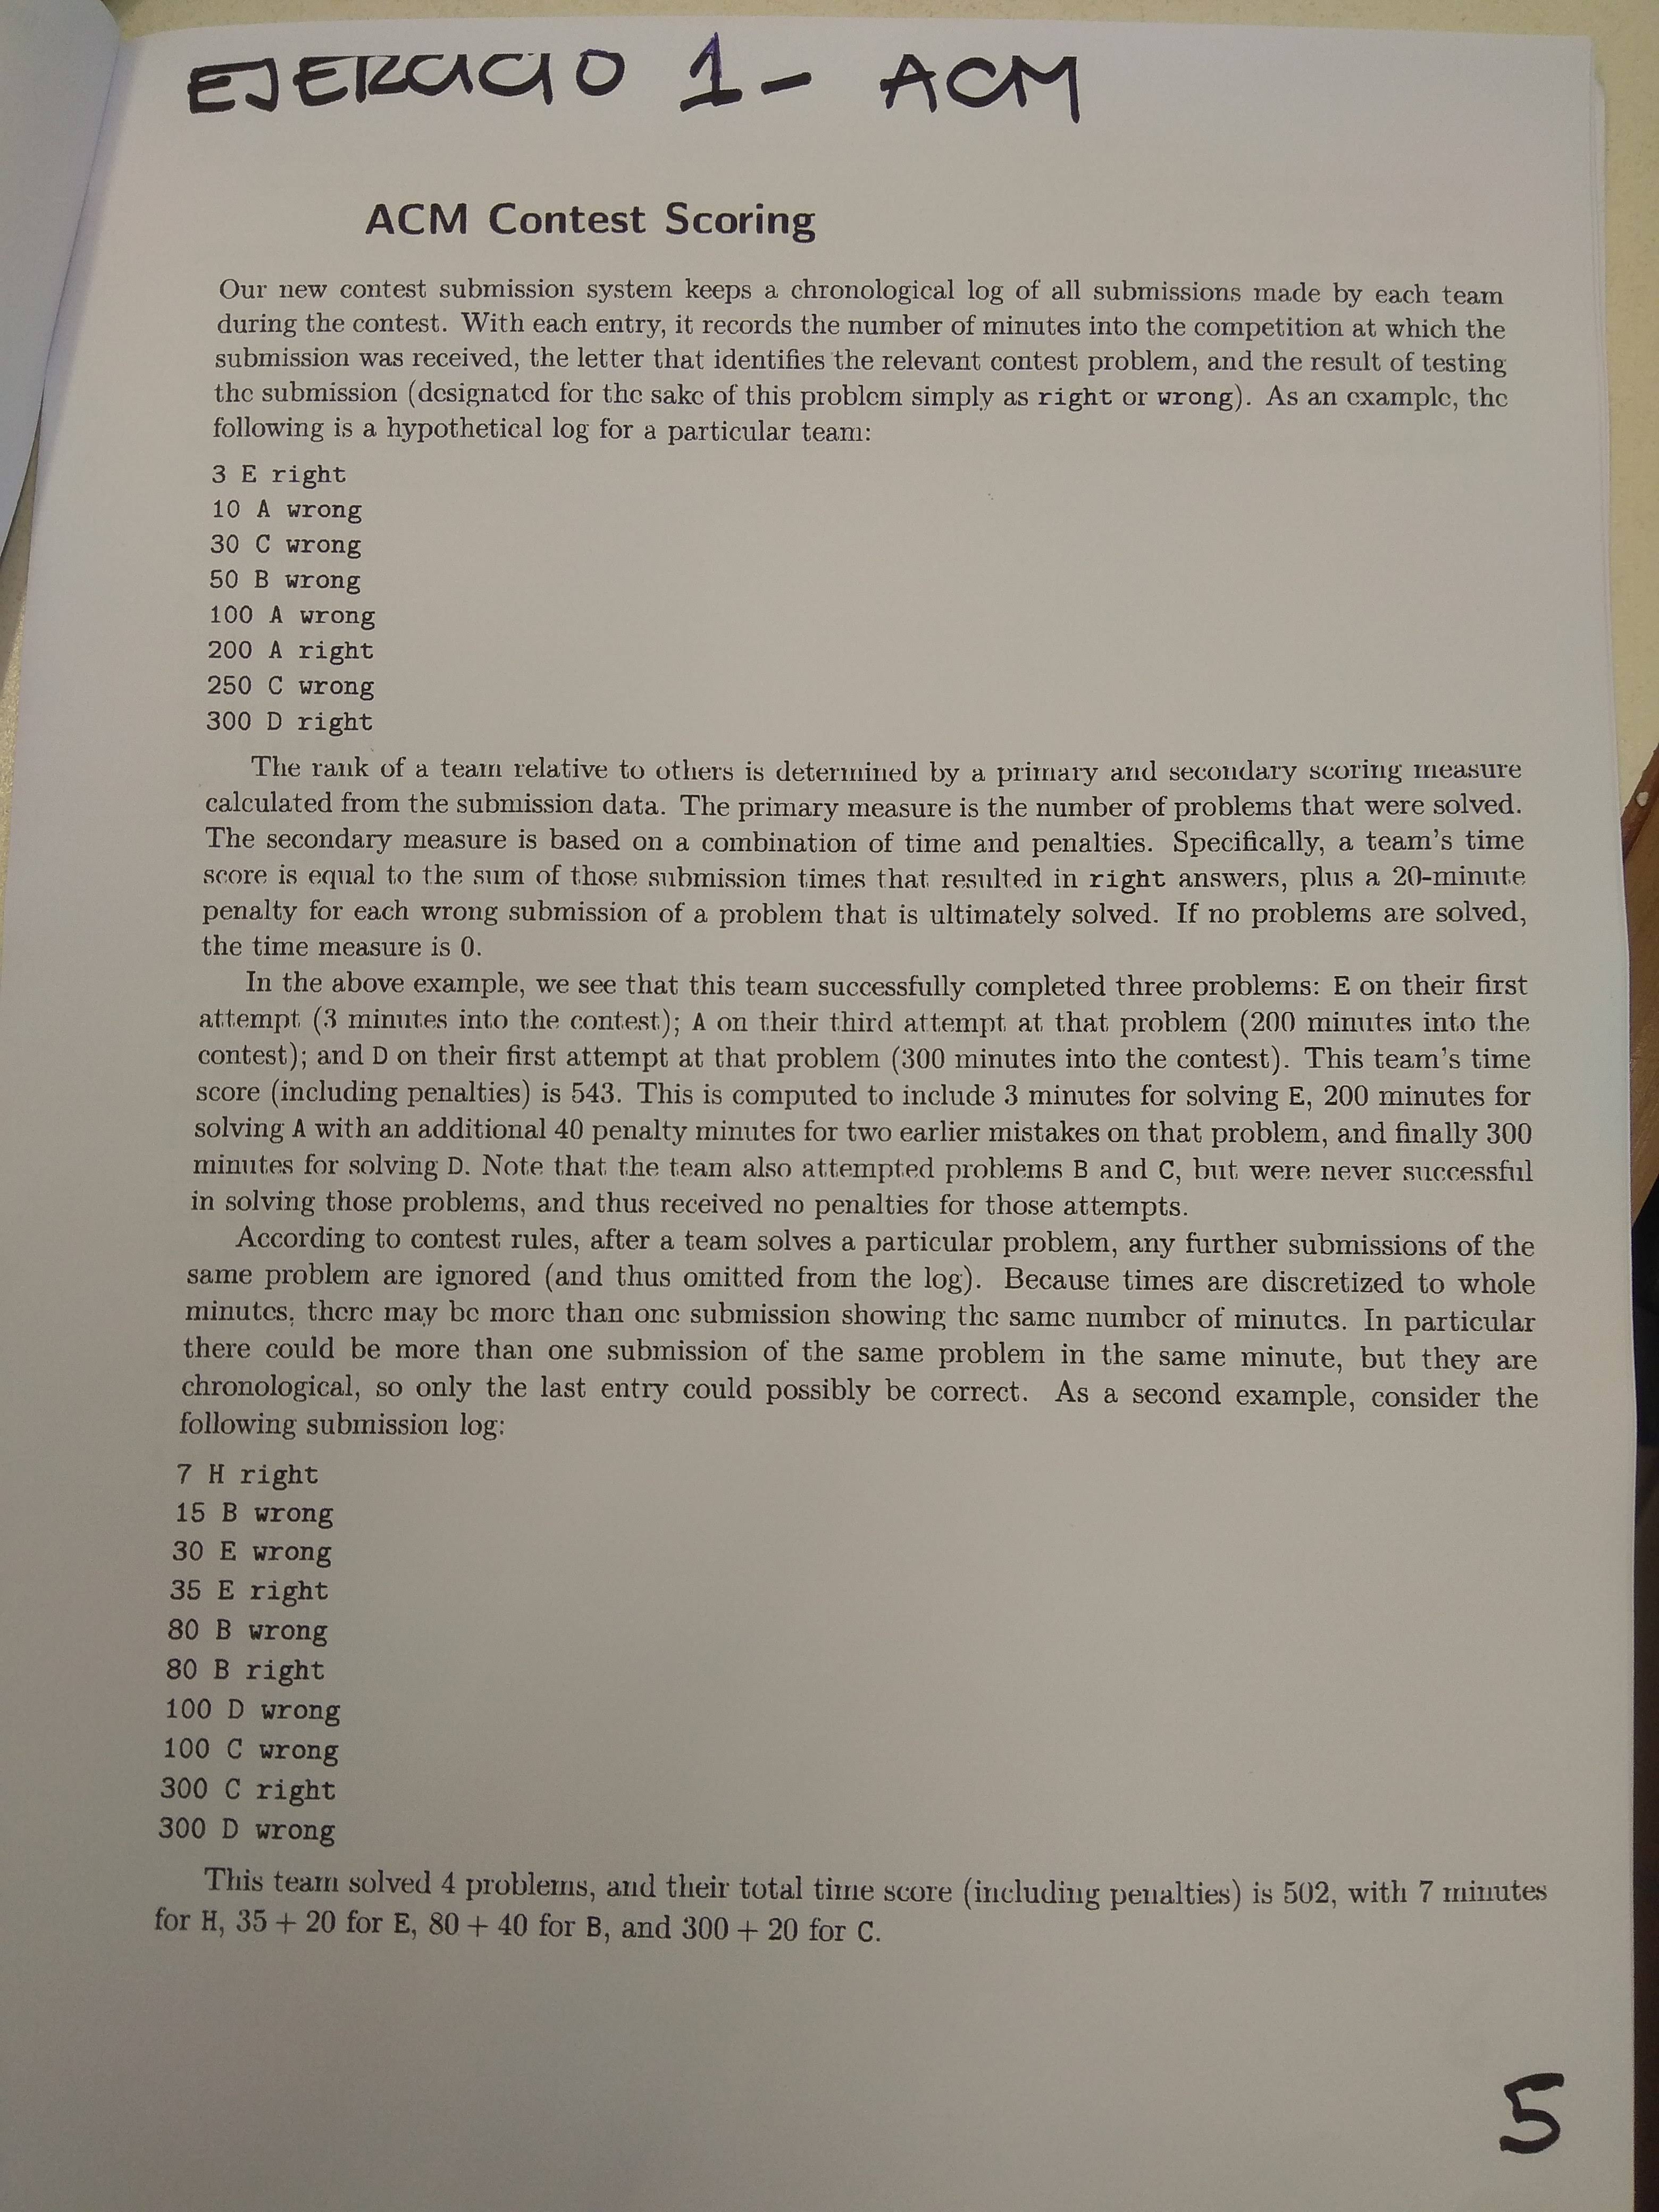 EJERCICIO 1- ACM
ACM Contest Scoring
Our new contest submission system keeps a chronological log of all submissions made by each team
during the contest. With each entry, it records the number of minutes into the competition at which the
submission was received, the letter that identifies the relevant contest problem, and the result of testing
the submission (designated for the sake of this problem simply as right or wrong). As an example, the
following is a hypothetical log for a particular team:
3 E right
10 A wrong
30 C wrong
50 B wrong
100 A wrong
200 A right
250 C wrong
300 D right
The rank of a team relative to others is determined by a primary and secondary scoring measure
calculated from the submission data. The primary measure is the number of problems that were solved.
The secondary measure is based on a combination of time and penalties. Specifically, a team's time
score is equal to the sum of those submission times that resulted in right answers, plus a 20-minute
penalty for each wrong submission of a problem that is ultimately solved. If no problems are solved,
the time measure is 0.
In the above example, we see that this team successfully completed three problems: E on their first
attempt (3 minutes into the contest); A on their third attempt at that problem (200 minutes into the
contest); and D on their first attempt at that problem (300 minutes into the contest). This team's time
score (including penalties) is 543. This is computed to include 3 minutes for solving E, 200 minutes for
solving A with an additional 40 penalty minutes for two earlier mistakes on that problem, and finally 300
minutes for solving D. Note that the team also attempted problems B and C, but were never successful
in solving those problems, and thus received no penalties for those attempts.
According to contest rules, after a team solves a particular problem, any further submissions of the
same problem are ignored (and thus omitted from the log). Because times are discretized to whole
minutes, there may be more than one submission showing the same number of minutes. In particular
there could be more than one submission of the same problem in the same minute, but they are
chronological, so only the last entry could possibly be correct. As a second example, consider the
following submission log:
7 H right
15 B wrong
30 E wrong
35 E right
80 B wrong
80 B right
100 D wrong
100 C wrong
300 C right
300 D wrong
This team solved 4 problems, and their total time score (including penalties) is 502, with 7 minutes
for H, 35 + 20 for E, 80 + 40 for B, and 300 + 20 for C.
5